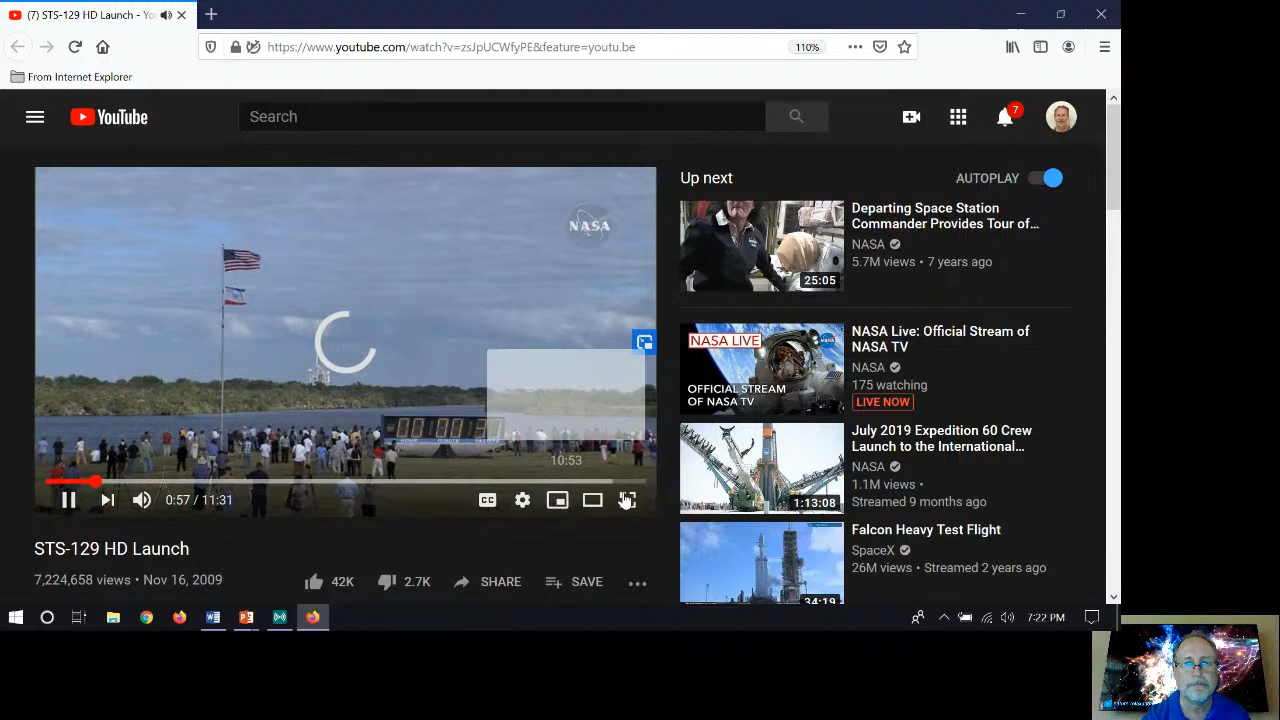 (7) STS-129 HD Launch - Yo
https://www.youtube.com/watch?v=zsJpUCWfyPE&feature=youtu.be
110%
From Internet Explorer
YouTube
Search
7
NASA
10:53
CC
0:57 / 11:31
STS-129 HD Launch
7,224,658 views • Nov 16, 2009
42K
2.7K
SHARE
SAVE
Up next
AUTOPLAY
25:05
Departing Space Station
Commander Provides Tour of...
NASA
5.7M views • 7 years ago
NASA LIVE
OFFICIAL STREAM
OF NASA TV
NASA Live: Official Stream of
NASA TV
NASA
175 watching
LIVE NOW
1:13:08
July 2019 Expedition 60 Crew
Launch to the International...
NASA
1.1M views •
Streamed 9 months ago
34:19
Falcon Heavy Test Flight
SpaceX
26M views • Streamed 2 years ago
7:22 PM